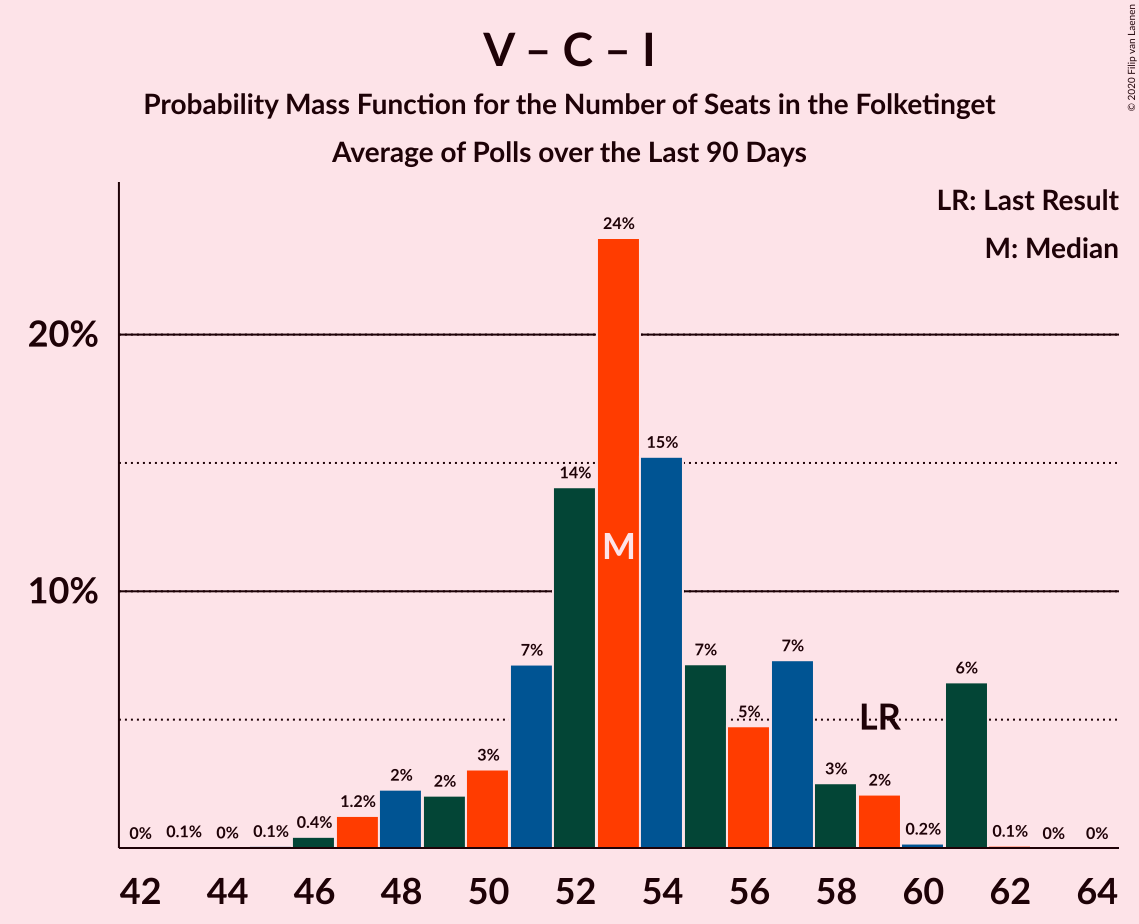 V – C – I
Probability Mass Function for the Number of Seats in the Folketinget
Average of Polls over the Last 90 Days
© 2020 Filip van Laenen
LR: Last Result
M: Median
20%
10%
0%
0.1%
0%
0.1%
0.4%
1.2%
2%
2%
3%
7%
14%
24%
M
15%
7%
5%
7%
3%
LR
2%
0.2%
6%
0.1%
0%
0%
42 44 46 48 50 52 54 56 58 60 62 64